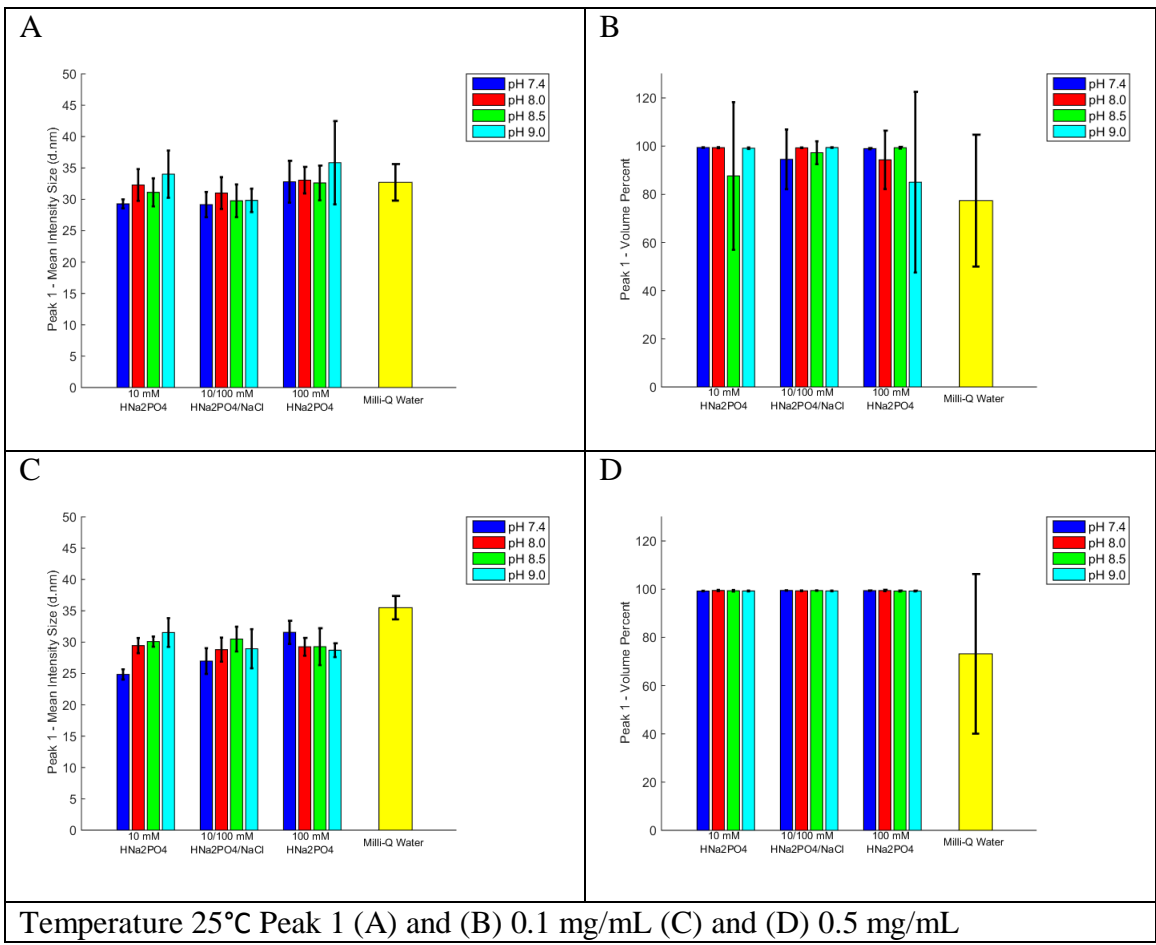 A
Peak 1 - Mean Intensity Size (d.nm)
50
45
40
35
30
25
20
15
10
5
0
10 mM
HNa2PO4
10/100 mM
HNa2PO4/NaCl
100 mM
HNa2PO4
Milli-Q Water
pH 7.4
pH 8.0
pH 8.5
pH 9.0
B
Peak 1 - Volume Percent
120
100
80
60
40
20
0
10 mM
HNa2PO4
10/100 mM
HNa2PO4/NaCl
100 mM
HNa2PO4
Milli-Q Water
pH 7.4
pH 8.0
pH 8.5
pH 9.0
C
Peak 1 - Mean Intensity Size (d.nm)
50
45
40
35
30
25
20
15
10
5
0
10 mM
HNa2PO4
10/100 mM
HNa2PO4/NaCl
100 mM
HNa2PO4
Milli-Q Water
pH 7.4
pH 8.0
pH 8.5
pH 9.0
D
Peak 1 - Volume Percent
120
100
80
60
40
20
0
10 mM
HNa2PO4
10/100 mM
HNa2PO4/NaCl
100 mM
HNa2PO4
Milli-Q Water
pH 7.4
pH 8.0
pH 8.5
pH 9.0
Temperature 25°C Peak 1 (A) and (B) 0.1 mg/mL (C) and (D) 0.5 mg/mL